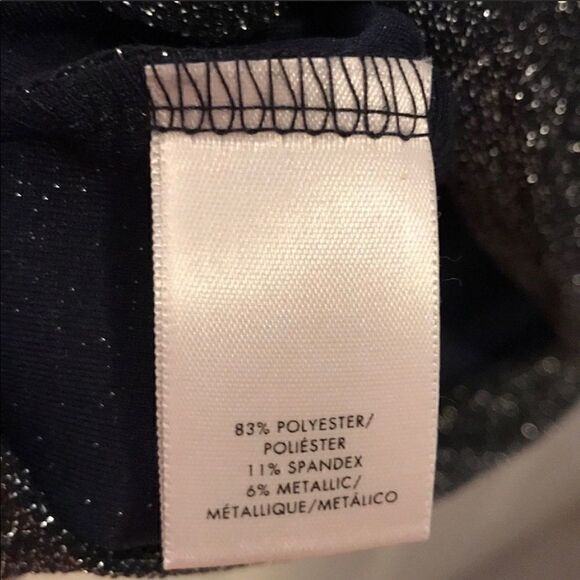 83% POLYESTER/
POLIÉSTER
11% SPANDEX
6% METALLIC/
MÉTALLIQUE/METÁLICO